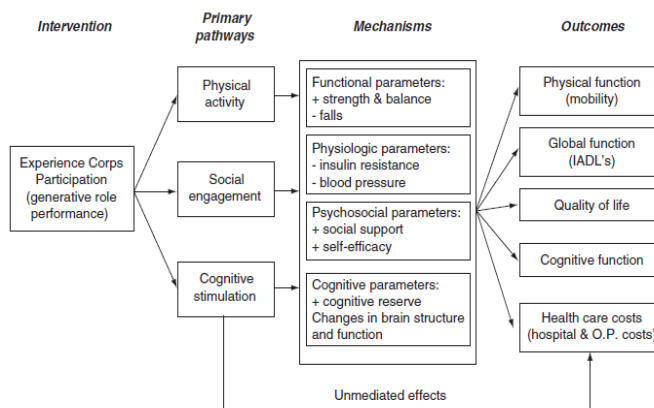 Intervention
Primary
pathways
Mechanisms
Outcomes
Experience Corps
Participation
(generative role
performance)
Physical
activity
Social
engagement
Cognitive
stimulation
Functional parameters:
+ strength & balance
- falls
Physiologic parameters:
- insulin resistance
- blood pressure
Psychosocial parameters:
+ social support
+ self-efficacy
Cognitive parameters:
+ cognitive reserve
Changes in brain structure
and function
Physical function
(mobility)
Global function
(IADL's)
Quality of life
Cognitive function
Health care costs
(hospital & O.P. costs)
Unmediated effects